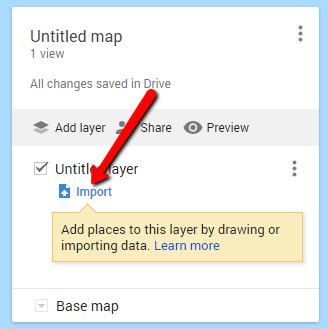 Untitled map
1 view
All changes saved in Drive
Add layer Share Preview
Untitled layer
Import
Add places to this layer by drawing or
importing data. Learn more
Base map